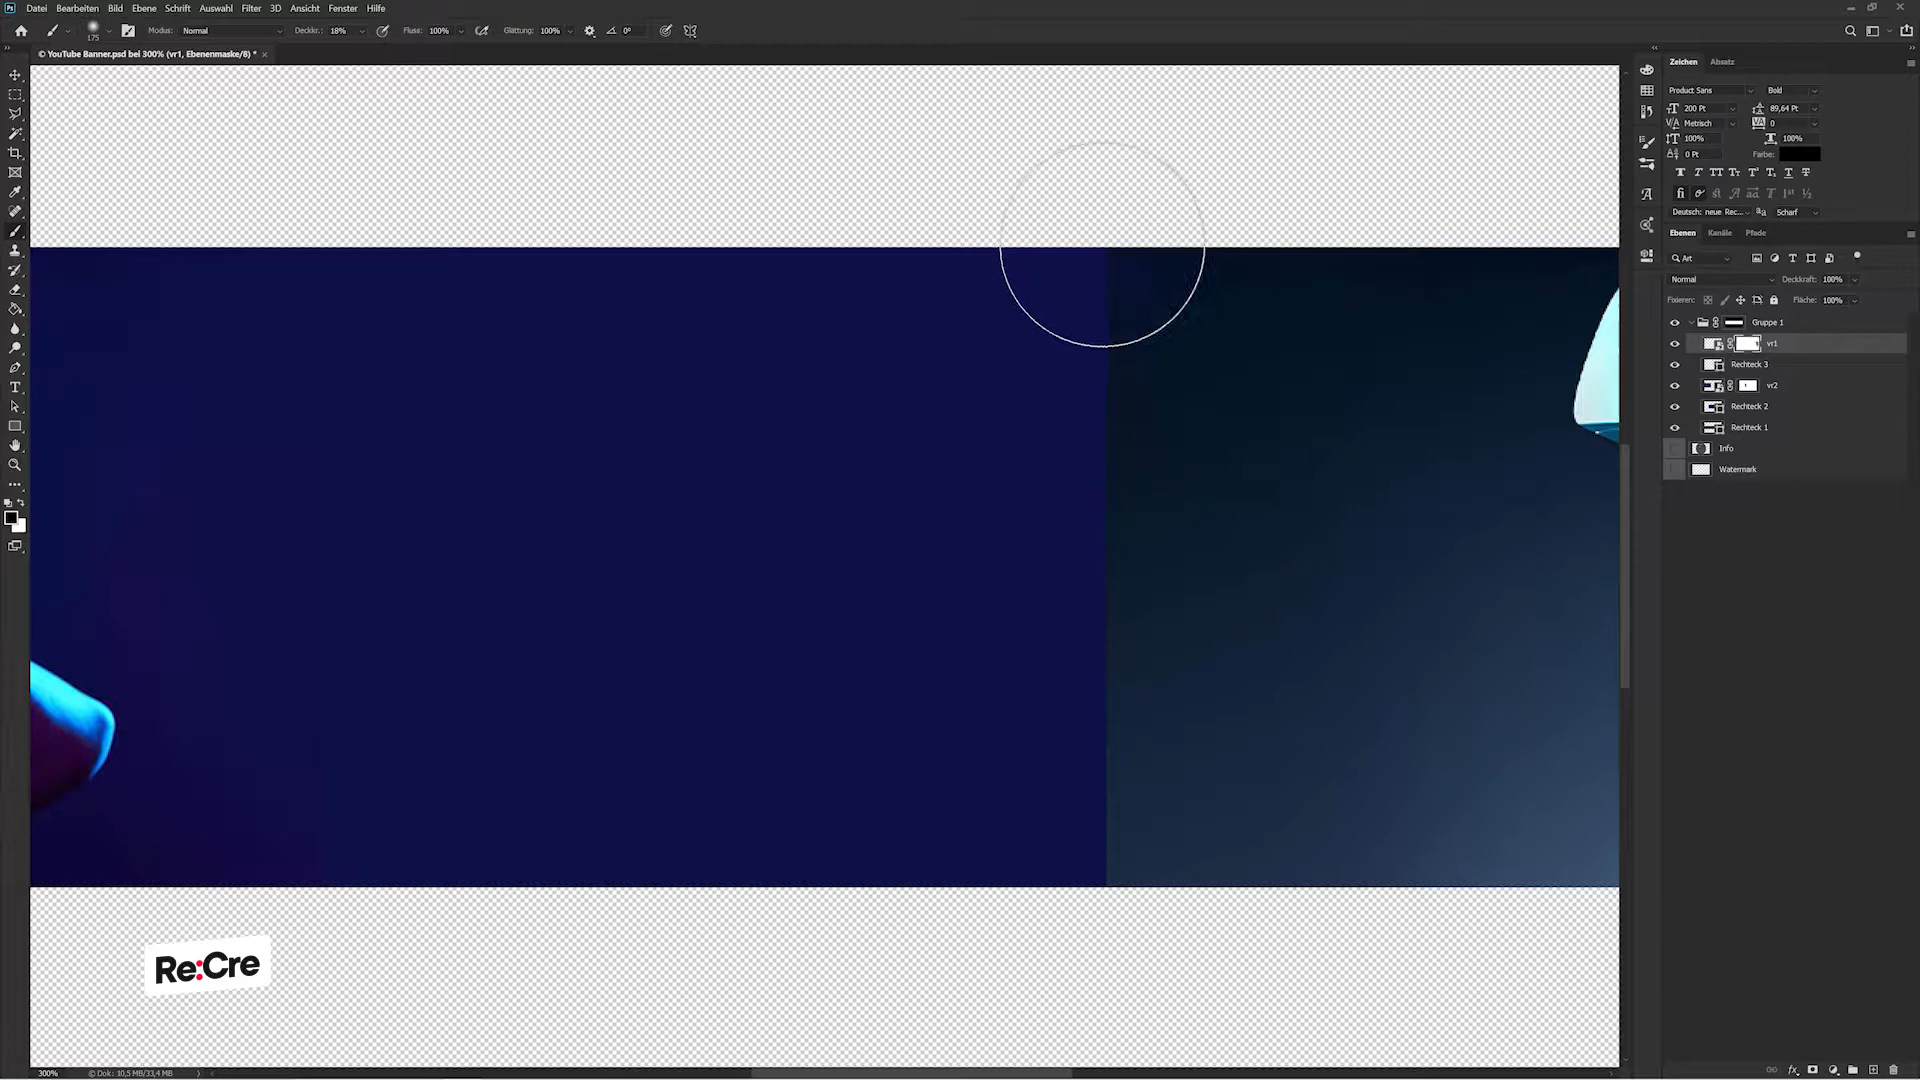 Ps Datei Bearbeiten Bild Ebene Schrift Auswahl Filter 3D Ansicht Fenster Hilfe
175 Modus: Normal Deckkr.: 18% Fluss: 100% Glättung: 100% 0°
© YouTube Banner.psd bei 300% (vr1, Ebenenmaske/8) * ×
Zeichen Absatz
Product Sans Bold
200 Pt 89,64 Pt
Metrisch 0
100% 100%
0 Pt Farbe:
Deutsch: neue Rec... Scharf
Ebenen Kanäle Pfade
Art
Normal Deckkraft: 100%
Fixieren: Fläche: 100%
Gruppe 1
vr1
Rechteck 3
vr2
Rechteck 2
Rechteck 1
Info
Watermark
Re:Cre
300% © Dok: 10,5 MB/33,4 MB